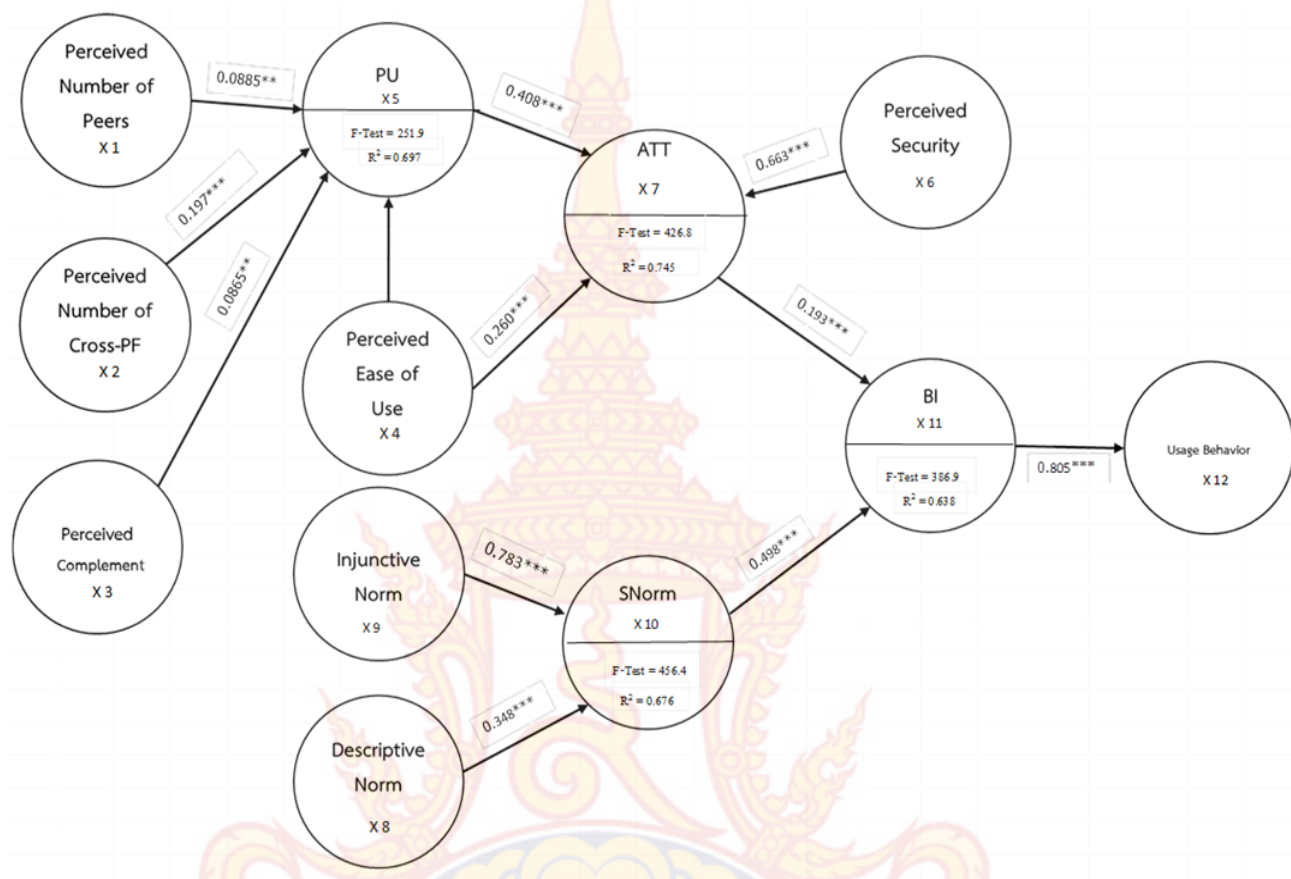 Perceived
Number of
Peers
X 1
0.0885**
PU
X 5
F-Test = 251.9
R² = 0.697
0.408***
ATT
X 7
F-Test = 426.8
R² = 0.745
0.663***
Perceived
Security
X 6
0.197***
Perceived
Number of
Cross-PF
X 2
0.0865**
Perceived
Ease of
Use
X 4
0.260***
0.193***
BI
X 11
F-Test = 386.9
R² = 0.638
0.805***
Usage Behavior
X 12
Perceived
Complement
X 3
Injunctive
Norm
X 9
0.783***
SNorm
X 10
F-Test = 456.4
R² = 0.676
0.498***
Descriptive
Norm
X 8
0.348***